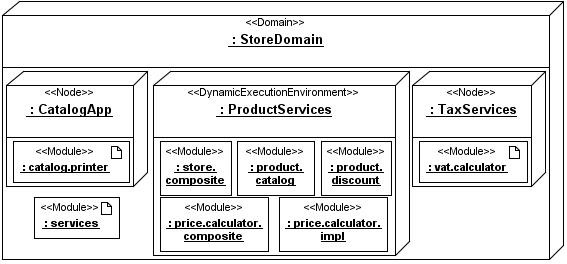 <<Domain>>
: StoreDomain
<<Node>>
: CatalogApp
<<Module>>
: catalog.printer
<<Module>>
: services
<<DynamicExecutionEnvironment>>
: ProductServices
<<Module>>
: store.
composite
<<Module>>
: product.
catalog
<<Module>>
: product.
discount
<<Module>>
: price.calculator.
composite
<<Module>>
: price.calculator.
impl
<<Node>>
: TaxServices
<<Module>>
: vat.calculator